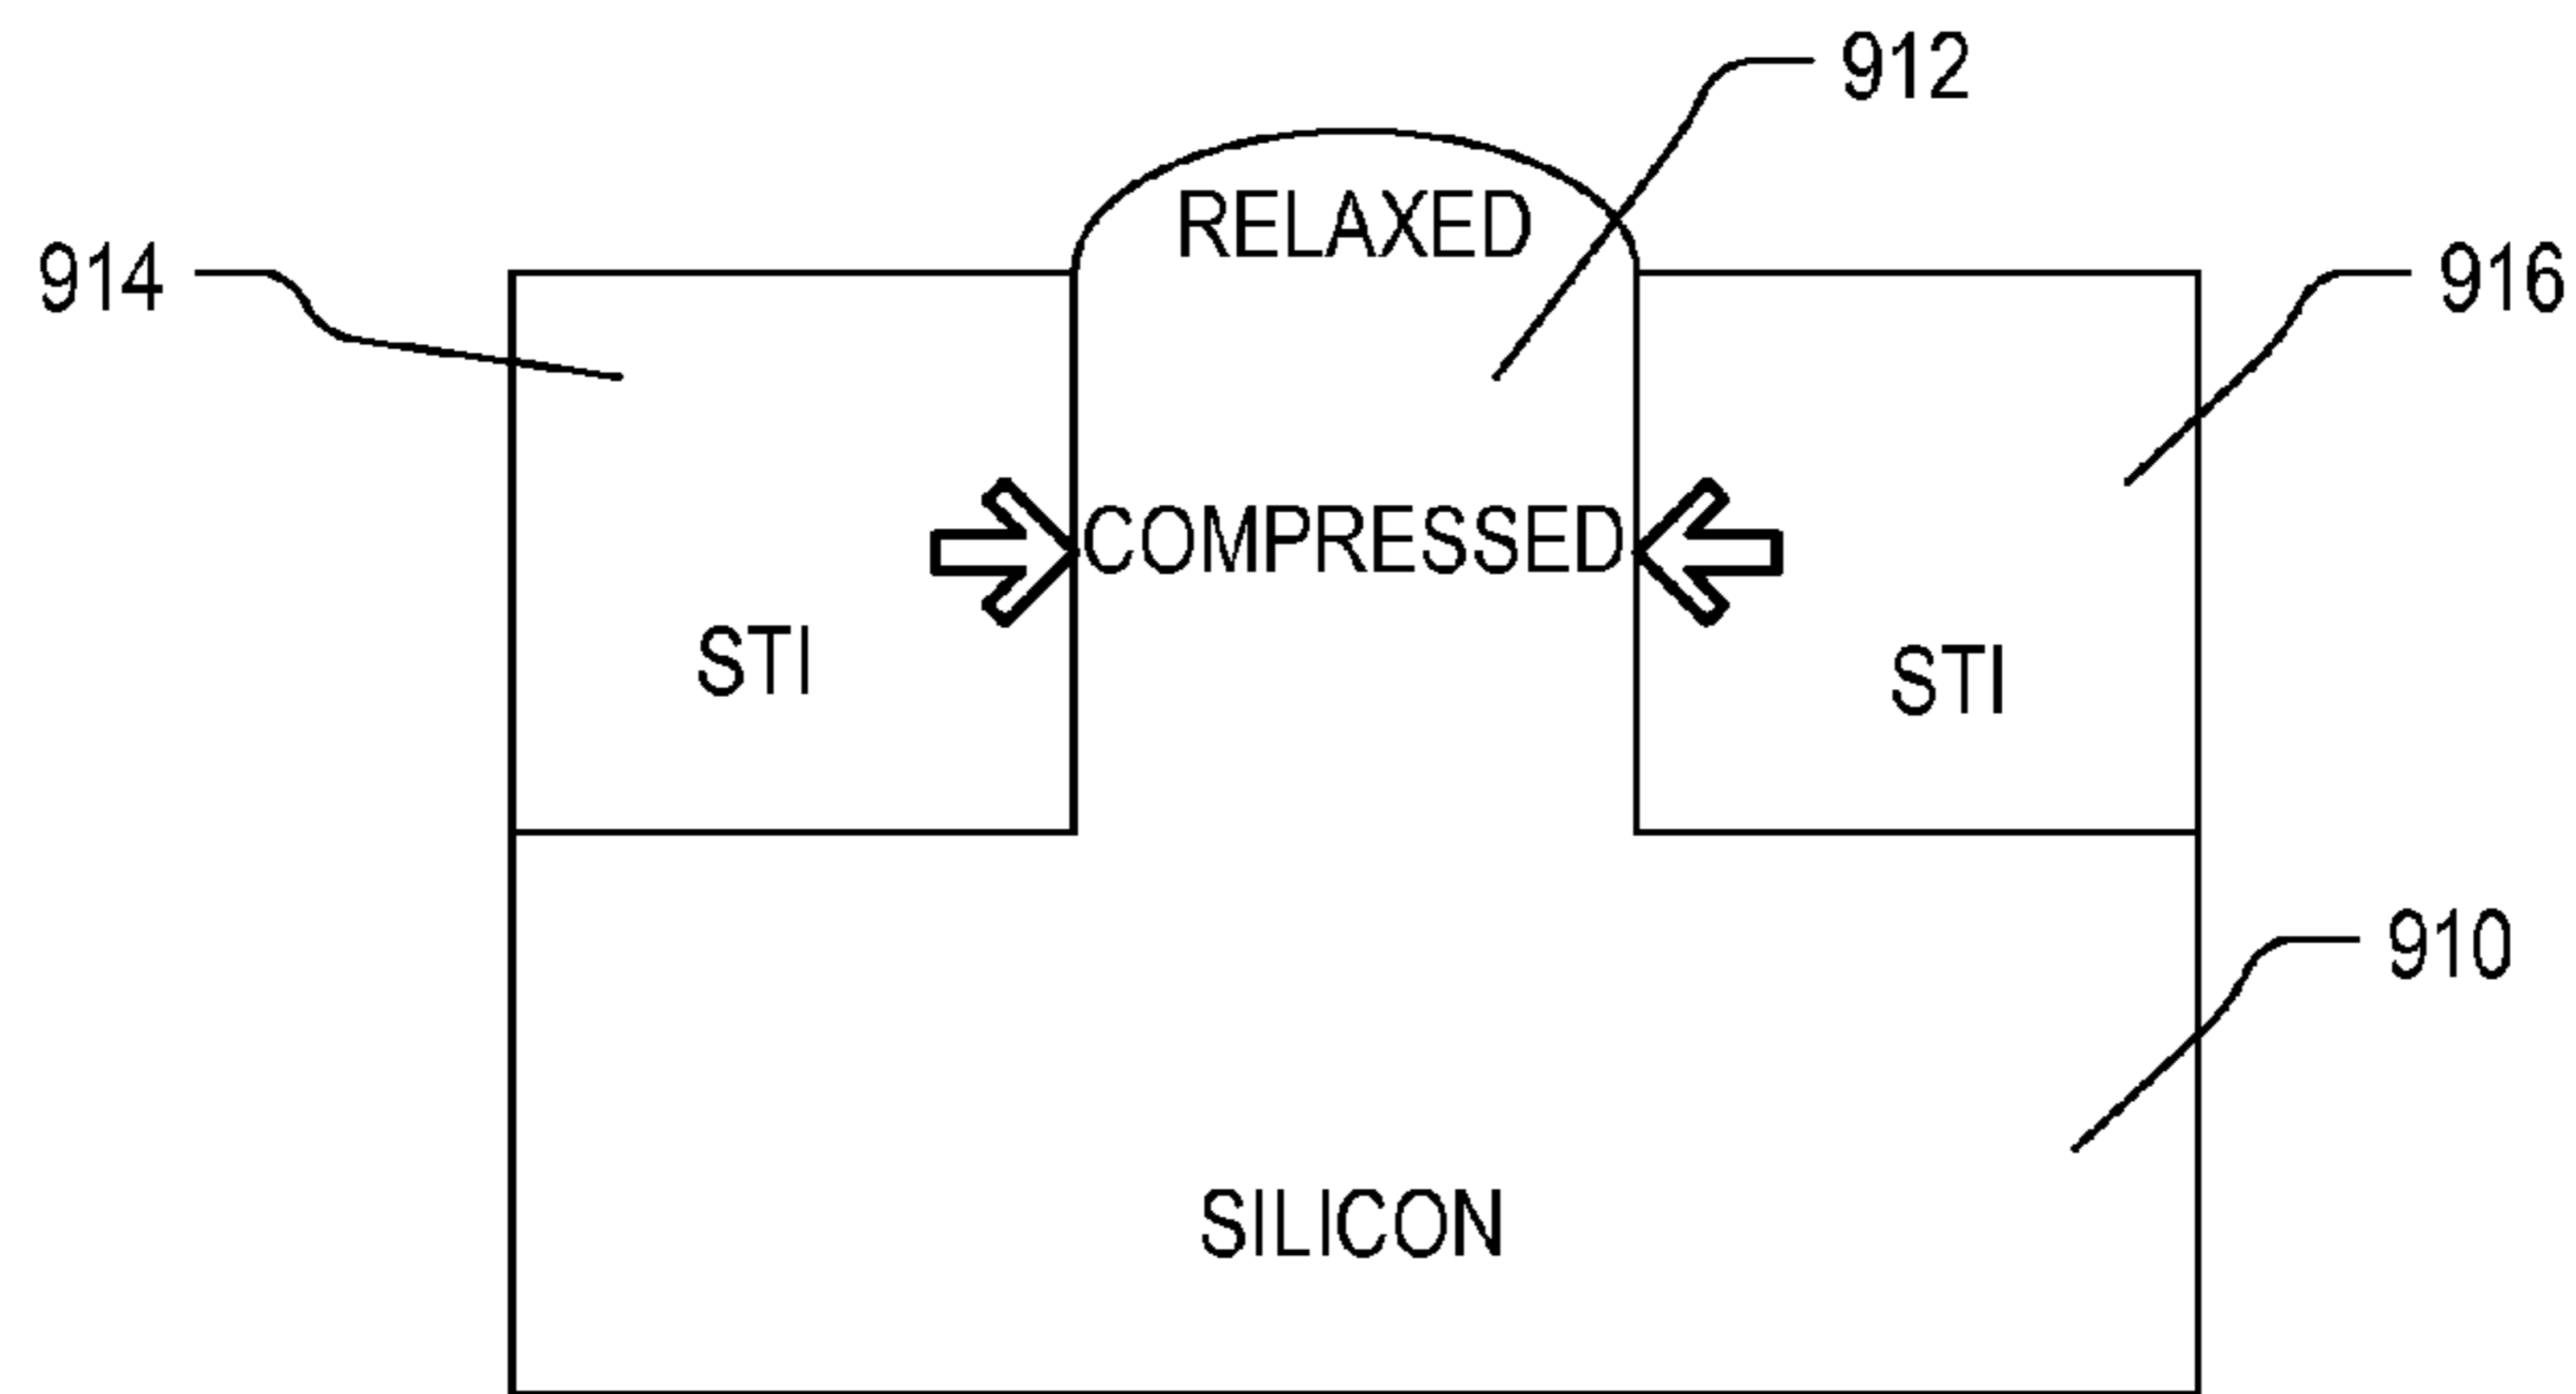 912
RELAXED
914
916
COMPRESSED
STI
STI
910
SILICON